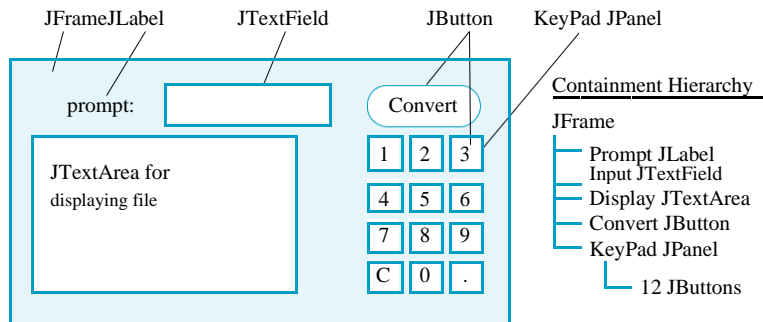 JFrameJLabel JTextField JButton KeyPad JPanel
prompt: Convert
JTextArea for
displaying file
1 2 3
4 5 6
7 8 9
C 0 .
Containment Hierarchy
JFrame
Prompt JLabel
Input JTextField
Display JTextArea
Convert JButton
KeyPad JPanel
12 JButtons